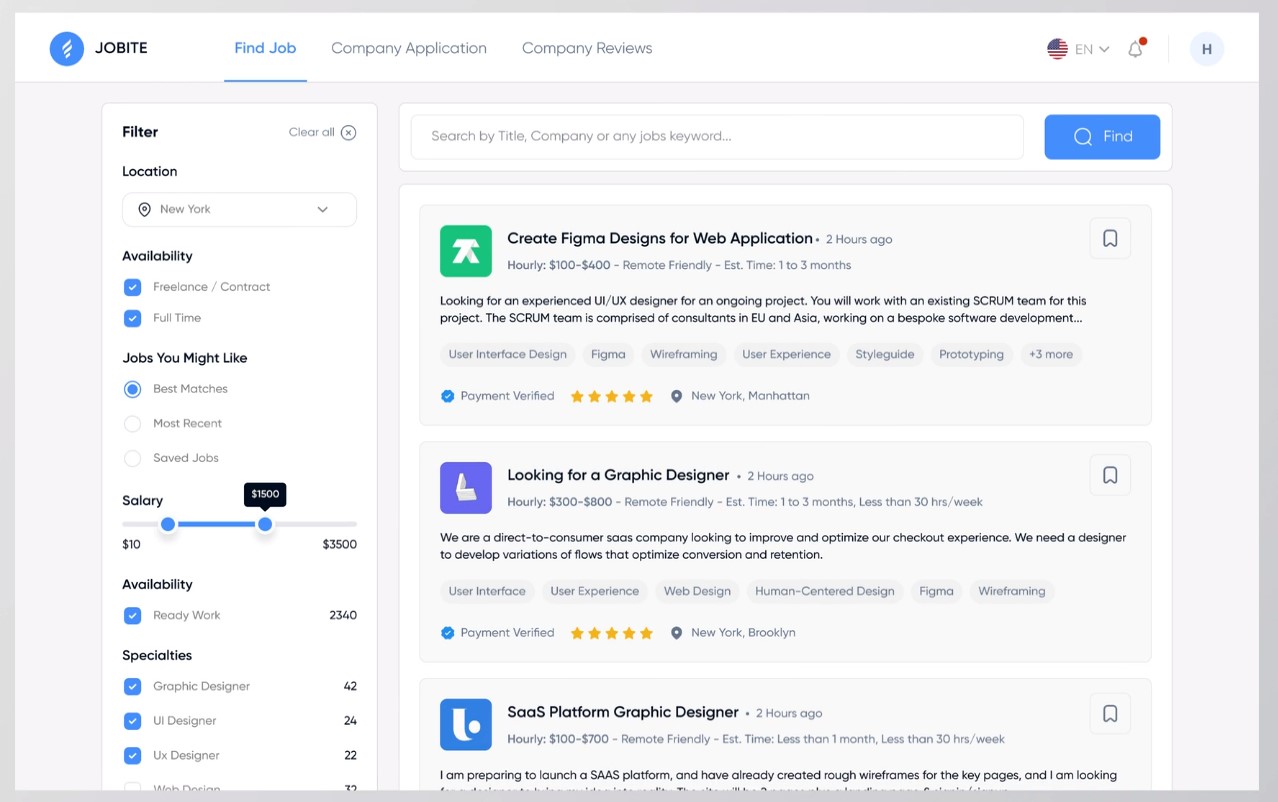 JOBITE
Find Job
Company Application
Company Reviews
EN
H
Filter
Clear all
Location
New York
Availability
Freelance / Contract
Full Time
Jobs You Might Like
Best Matches
Most Recent
Saved Jobs
Salary
$1500
$10
$3500
Availability
Ready Work 2340
Specialties
Graphic Designer 42
UI Designer 24
Ux Designer 22
Web Design 32
Search by Title, Company or any jobs keyword...
Find
Create Figma Designs for Web Application • 2 Hours ago
Hourly: $100-$400 - Remote Friendly - Est. Time: 1 to 3 months
Looking for an experienced UI/UX designer for an ongoing project. You will work with an existing SCRUM team for this
project. The SCRUM team is comprised of consultants in EU and Asia, working on a bespoke software development...
User Interface Design Figma Wireframing User Experience Styleguide Prototyping +3 more
Payment Verified New York, Manhattan
Looking for a Graphic Designer • 2 Hours ago
Hourly: $300-$800 - Remote Friendly - Est. Time: 1 to 3 months, Less than 30 hrs/week
We are a direct-to-consumer saas company looking to improve and optimize our checkout experience. We need a designer
to develop variations of flows that optimize conversion and retention.
User Interface User Experience Web Design Human-Centered Design Figma Wireframing
Payment Verified New York, Brooklyn
SaaS Platform Graphic Designer • 2 Hours ago
Hourly: $100-$700 - Remote Friendly - Est. Time: Less than 1 month, Less than 30 hrs/week
I am preparing to launch a SAAS platform, and have already created rough wireframes for the key pages, and I am looking